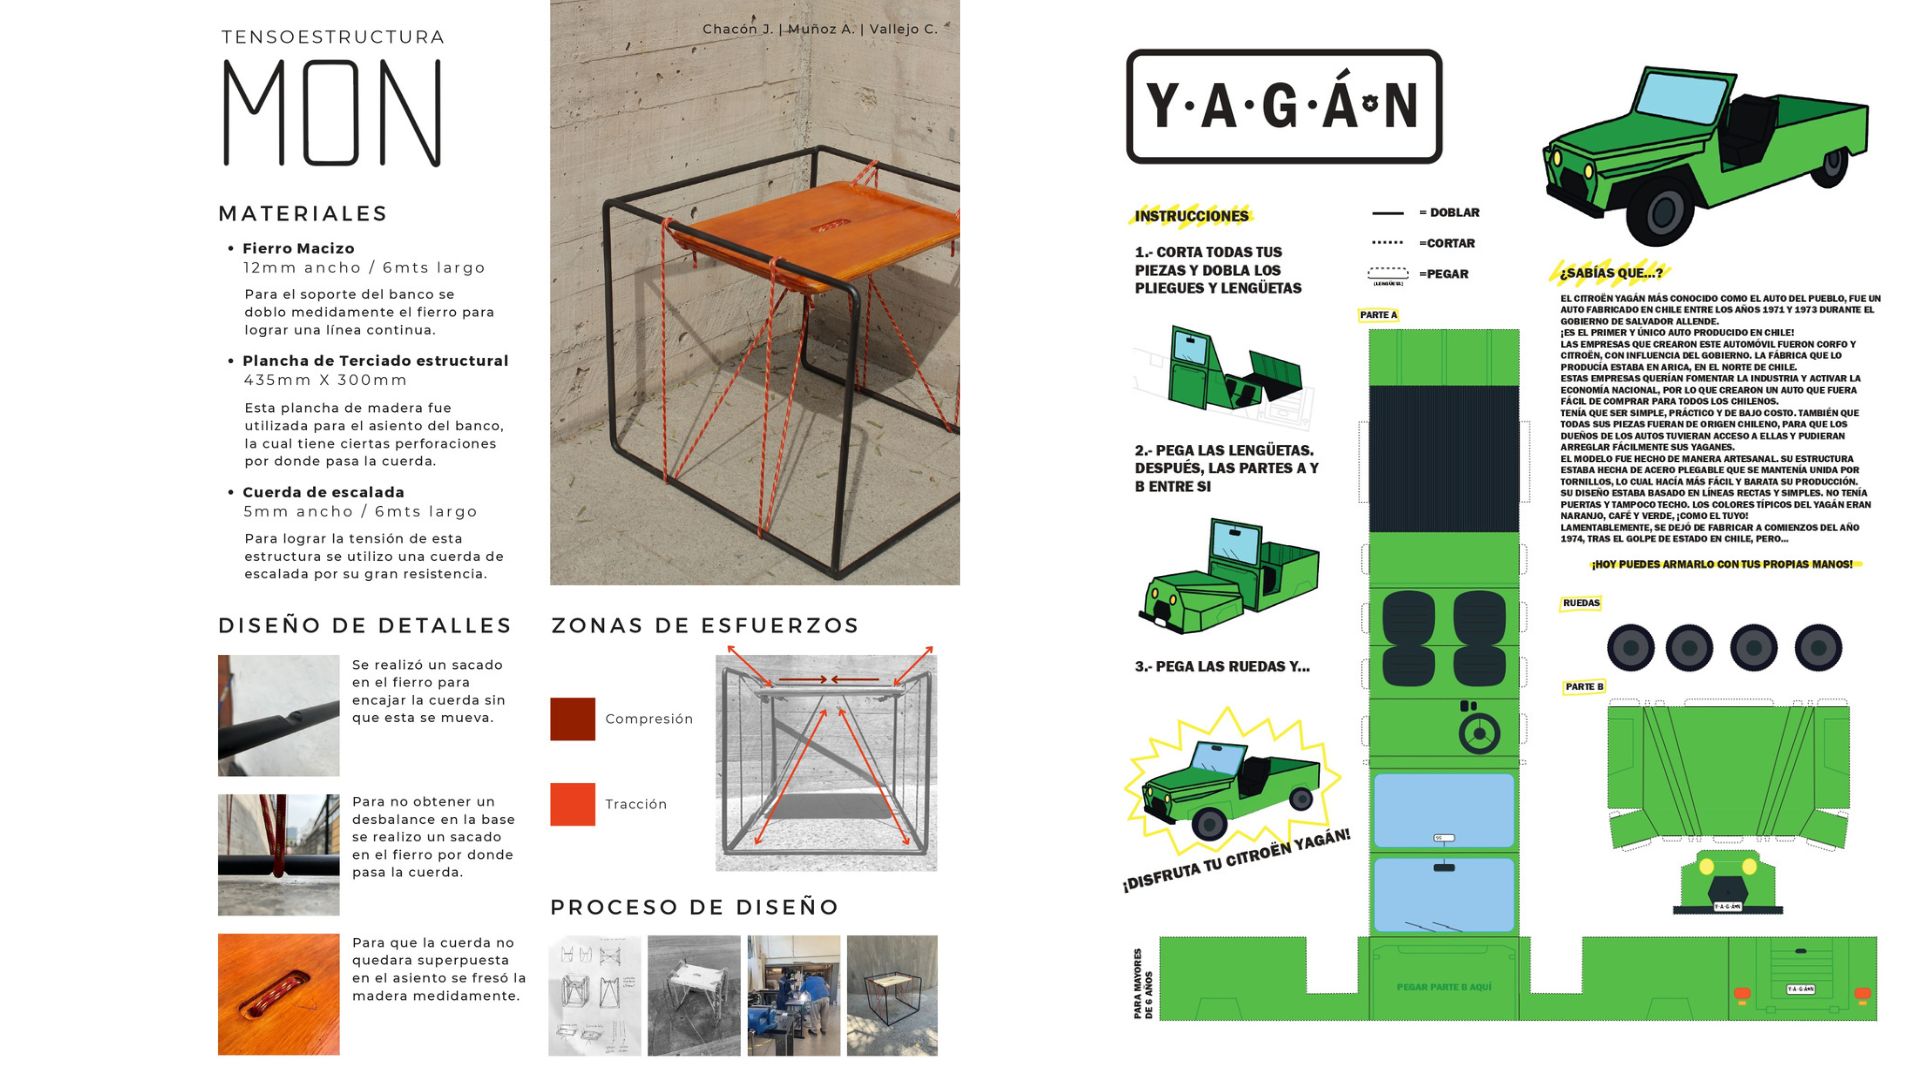 TENSOESTRUCTURA
MON
Chacón J. | Muñoz A. | Vallejo C.
MATERIALES
• Fierro Macizo
12mm ancho / 6mts largo
Para el soporte del banco se
doblo medidamente el fierro para
lograr una línea continua.
• Plancha de Terciado estructural
435mm X 300mm
Esta plancha de madera fue
utilizada para el asiento del banco,
la cual tiene ciertas perforaciones
por donde pasa la cuerda.
• Cuerda de escalada
5mm ancho / 6mts largo
Para lograr la tensión de esta
estructura se utilizo una cuerda de
escalada por su gran resistencia.
DISEÑO DE DETALLES
Se realizó un sacado
en el fierro para
encajar la cuerda sin
que esta se mueva.
Para no obtener un
desbalance en la base
se realizo un sacado
en el fierro por donde
pasa la cuerda.
Para que la cuerda no
quedara superpuesta
en el asiento se fresó la
madera medidamente.
ZONAS DE ESFUERZOS
Compresión
Tracción
PROCESO DE DISEÑO
Y·A·G·Á·N
INSTRUCCIONES
1.- CORTA TODAS TUS
PIEZAS Y DOBLA LOS
PLIEGUES Y LENGÜETAS
2.- PEGA LAS LENGÜETAS.
DESPUÉS, LAS PARTES A Y
B ENTRE SI
3.- PEGA LAS RUEDAS Y...
¡DISFRUTA TU CITROËN YAGÁN!
= DOBLAR
=CORTAR
=PEGAR
(LENGÜETA)
PARTE A
PEGAR PARTE B AQUÍ
PARA MAYORES
DE 6 AÑOS
Y·A·G·Á·N
¿SABÍAS QUE...?
EL CITROËN YAGÁN MÁS CONOCIDO COMO EL AUTO DEL PUEBLO, FUE UN
AUTO FABRICADO EN CHILE ENTRE LOS AÑOS 1971 Y 1973 DURANTE EL
GOBIERNO DE SALVADOR ALLENDE.
¡ES EL PRIMER Y ÚNICO AUTO PRODUCIDO EN CHILE!
LAS EMPRESAS QUE CREARON ESTE AUTOMÓVIL FUERON CORFO Y
CITROËN, CON INFLUENCIA DEL GOBIERNO. LA FÁBRICA QUE LO
PRODUCÍA ESTABA EN ARICA, EN EL NORTE DE CHILE.
ESTAS EMPRESAS QUERÍAN FOMENTAR LA INDUSTRIA Y ACTIVAR LA
ECONOMÍA NACIONAL, POR LO QUE CREARON UN AUTO QUE FUERA
FÁCIL DE COMPRAR PARA TODOS LOS CHILENOS.
TENÍA QUE SER SIMPLE, PRÁCTICO Y DE BAJO COSTO. TAMBIÉN QUE
TODAS SUS PIEZAS FUERAN DE ORIGEN CHILENO, PARA QUE LOS
DUEÑOS DE LOS AUTOS TUVIERAN ACCESO A ELLAS Y PUDIERAN
ARREGLAR FÁCILMENTE SUS YAGANES.
EL MODELO FUE HECHO DE MANERA ARTESANAL. SU ESTRUCTURA
ESTABA HECHA DE ACERO PLEGABLE QUE SE MANTENÍA UNIDA POR
TORNILLOS, LO CUAL HACÍA MÁS FÁCIL Y BARATA SU PRODUCCIÓN.
SU DISEÑO ESTABA BASADO EN LÍNEAS RECTAS Y SIMPLES. NO TENÍA
PUERTAS Y TAMPOCO TECHO. LOS COLORES TÍPICOS DEL YAGÁN ERAN
NARANJO, CAFÉ Y VERDE, ¡COMO EL TUYO!
LAMENTABLEMENTE, SE DEJÓ DE FABRICAR A COMIENZOS DEL AÑO
1974, TRAS EL GOLPE DE ESTADO EN CHILE, PERO...
¡HOY PUEDES ARMARLO CON TUS PROPIAS MANOS!
RUEDAS
PARTE B
Y·A·G·Á·N